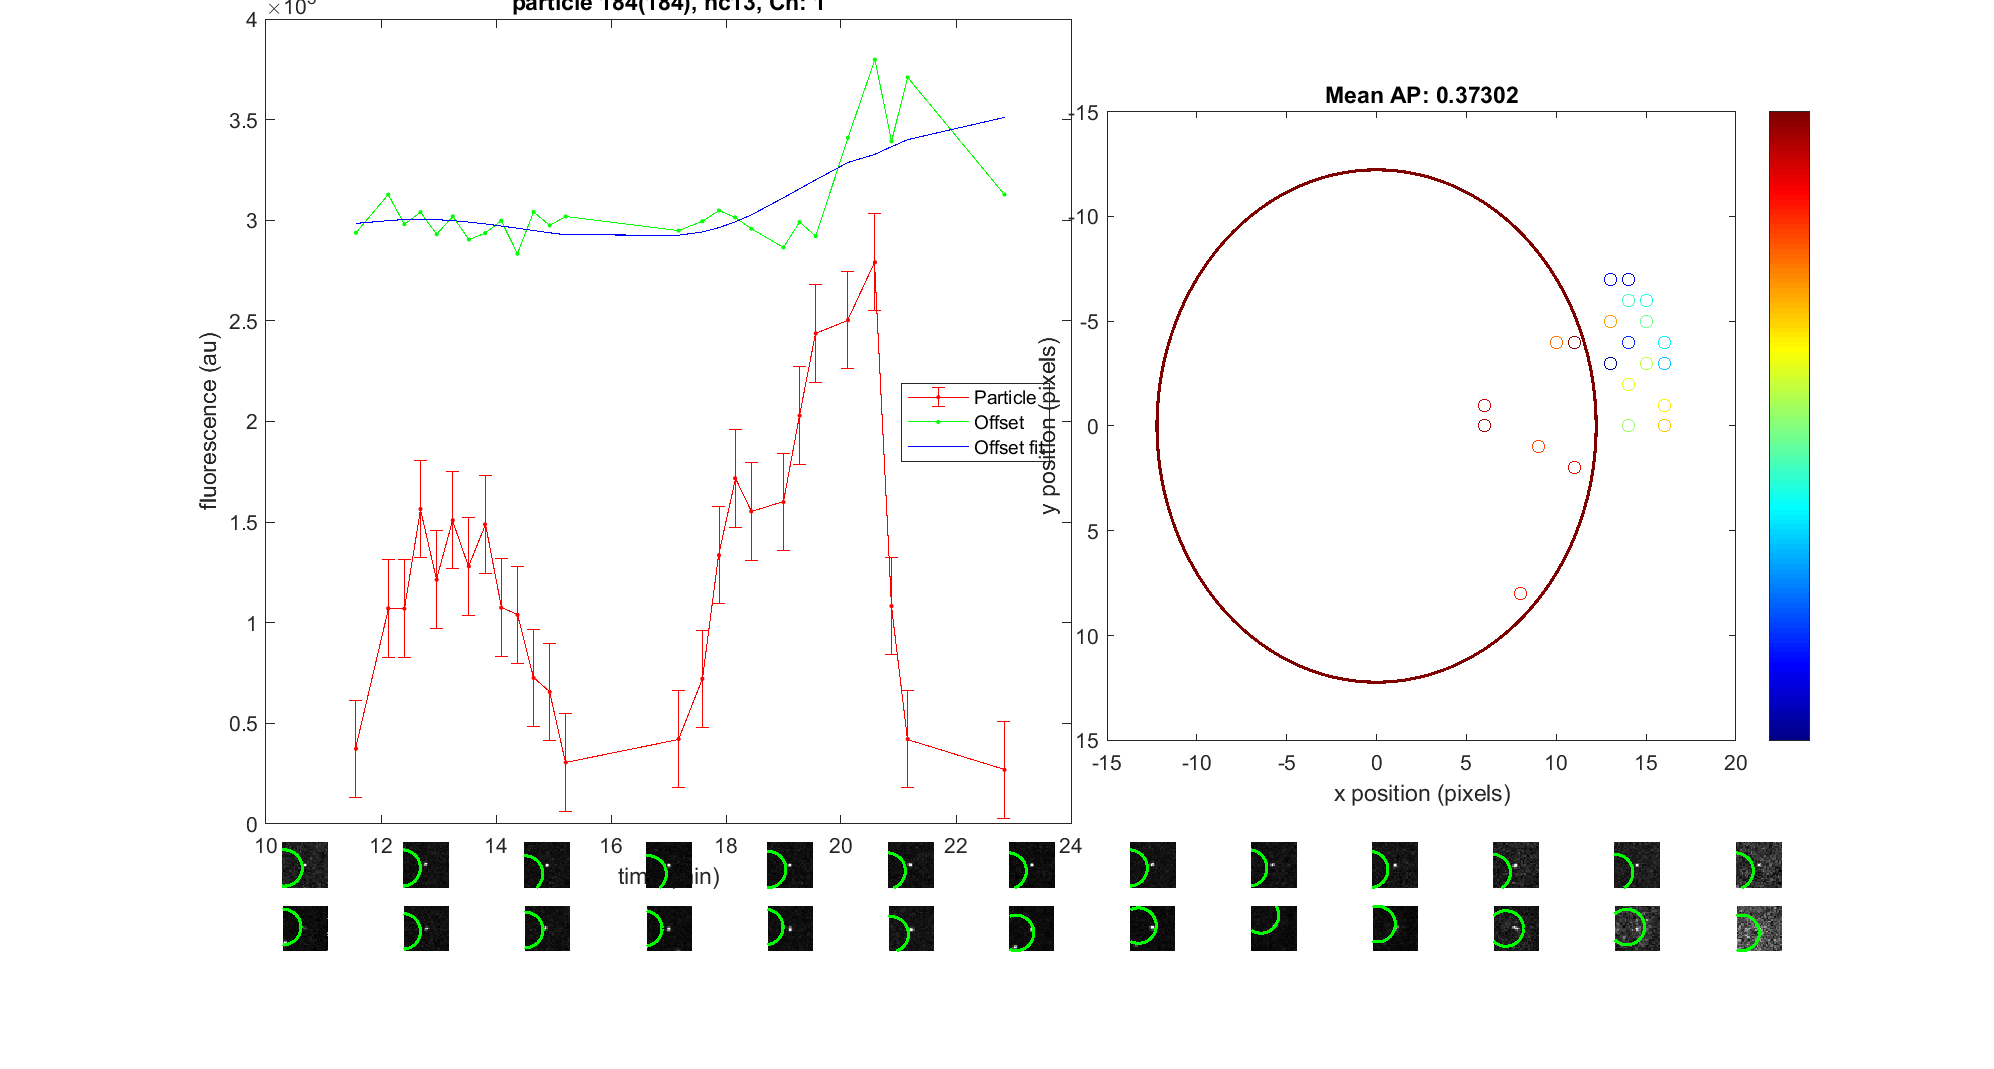 particle 184(184), nc13, Ch: 1
4
3.5
3
2.5
2
1.5
1
0.5
0
10 12 14 16 18 20 22 24
fluorescence (au)
Particle
Offset
Offset fit
Mean AP: 0.37302
-15
-10
-5
0
5
10
15
-15 -10 -5 0 5 10 15 20
y position (pixels)
x position (pixels)